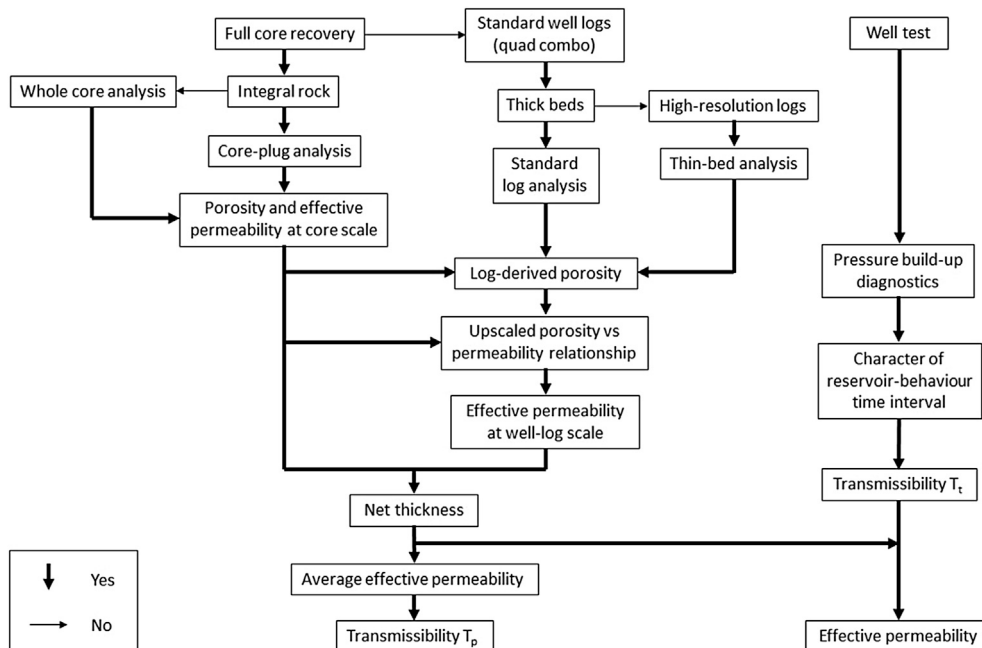 Full core recovery
Standard well logs
(quad combo)
Well test
Whole core analysis
Integral rock
Thick beds
High-resolution logs
Core-plug analysis
Standard
log analysis
Thin-bed analysis
Porosity and effective
permeability at core scale
Log-derived porosity
Pressure build-up
diagnostics
Upscaled porosity vs
permeability relationship
Character of
reservoir-behaviour
time interval
Effective permeability
at well-log scale
Transmissibility Tt
Net thickness
Average effective permeability
Transmissibility Tp
Effective permeability
Yes
No